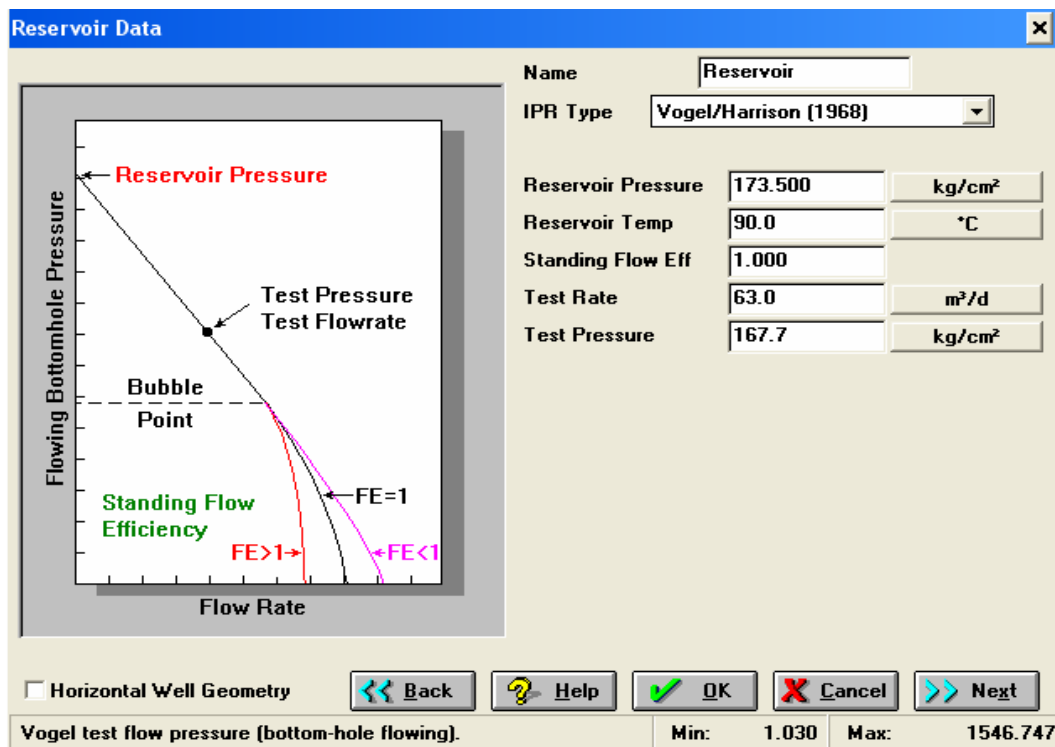 Reservoir Data
Name Reservoir
IPR Type Vogel/Harrison (1968)
Reservoir Pressure 173.500 kg/cm²
Reservoir Temp 90.0 °C
Standing Flow Eff 1.000
Test Rate 63.0 m³/d
Test Pressure 167.7 kg/cm²
Flowing Bottomhole Pressure
Reservoir Pressure
Test Pressure
Test Flowrate
Bubble
Point
FE=1
Standing Flow
Efficiency
FE>1
FE<1
Flow Rate
Horizontal Well Geometry
Back
Help
OK
Cancel
Next
Vogel test flow pressure (bottom-hole flowing). Min: 1.030 Max: 1546.747